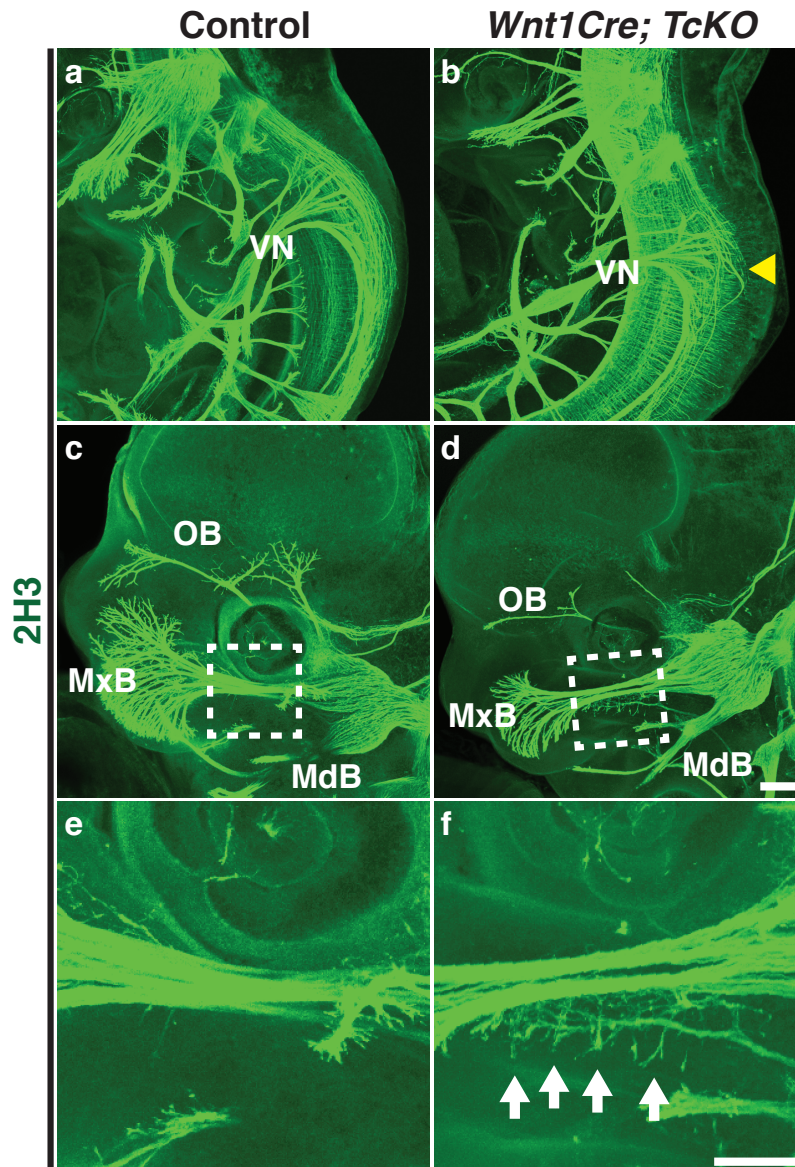 Control
Wnt1Cre; TcKO
2H3
a
VN
b
VN
c
OB
MxB
MdB
d
OB
MxB
MdB
e
f